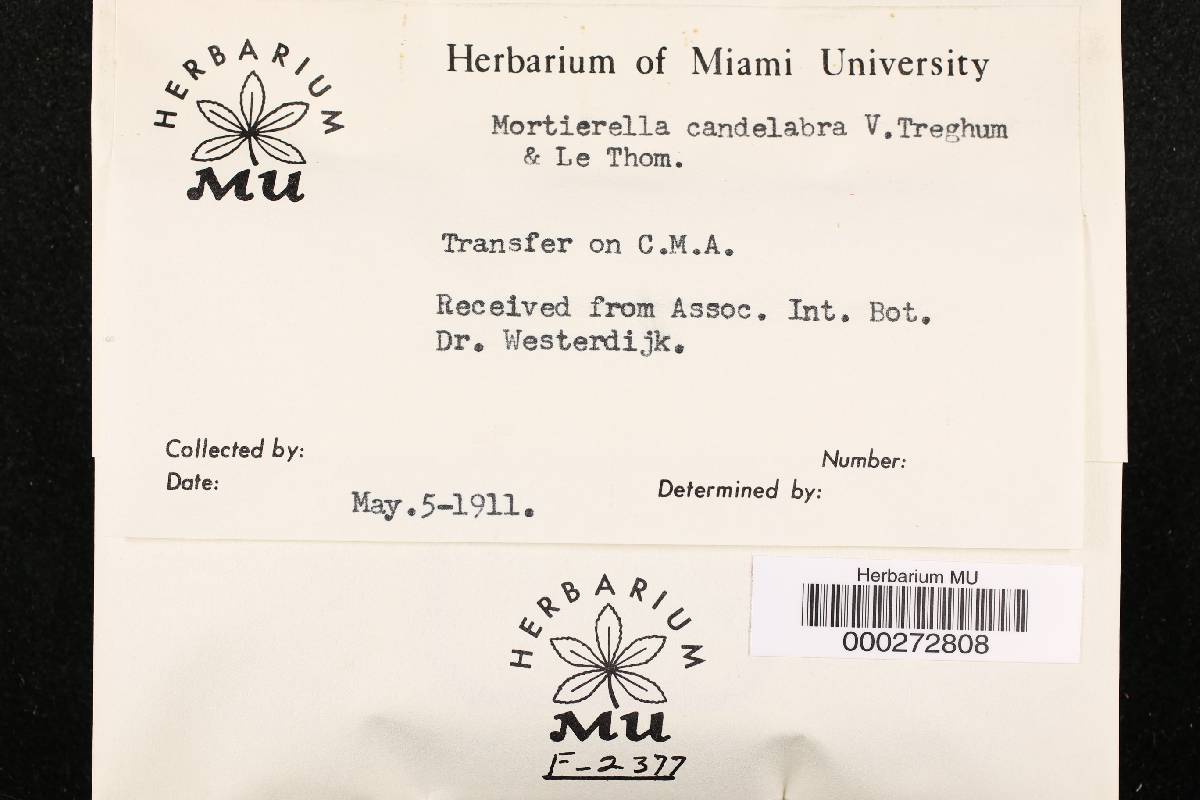 HERBARIUM
MU
Herbarium of Miami University
Mortierella candelabra V.Treghum
& Le Thom.
Transfer on C.M.A.
Received from Assoc. Int. Bot.
Dr. Westerdijk.
Collected by:
Number:
Date:
May.5-1911.
Determined by:
Herbarium MU
000272808
HERBARIUM
MU
F-2377